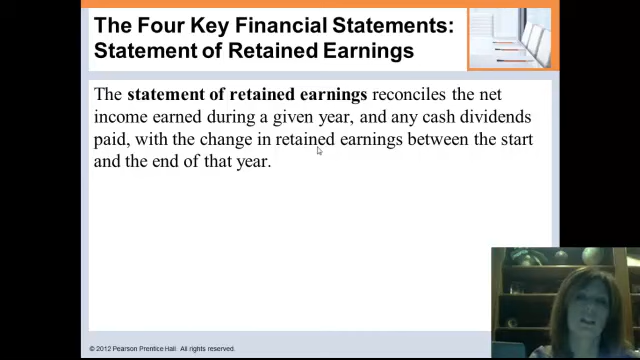 The Four Key Financial Statements:
Statement of Retained Earnings
The statement of retained earnings reconciles the net
income earned during a given year, and any cash dividends
paid, with the change in retained earnings between the start
and the end of that year.
© 2012 Pearson Prentice Hall. All rights reserved.